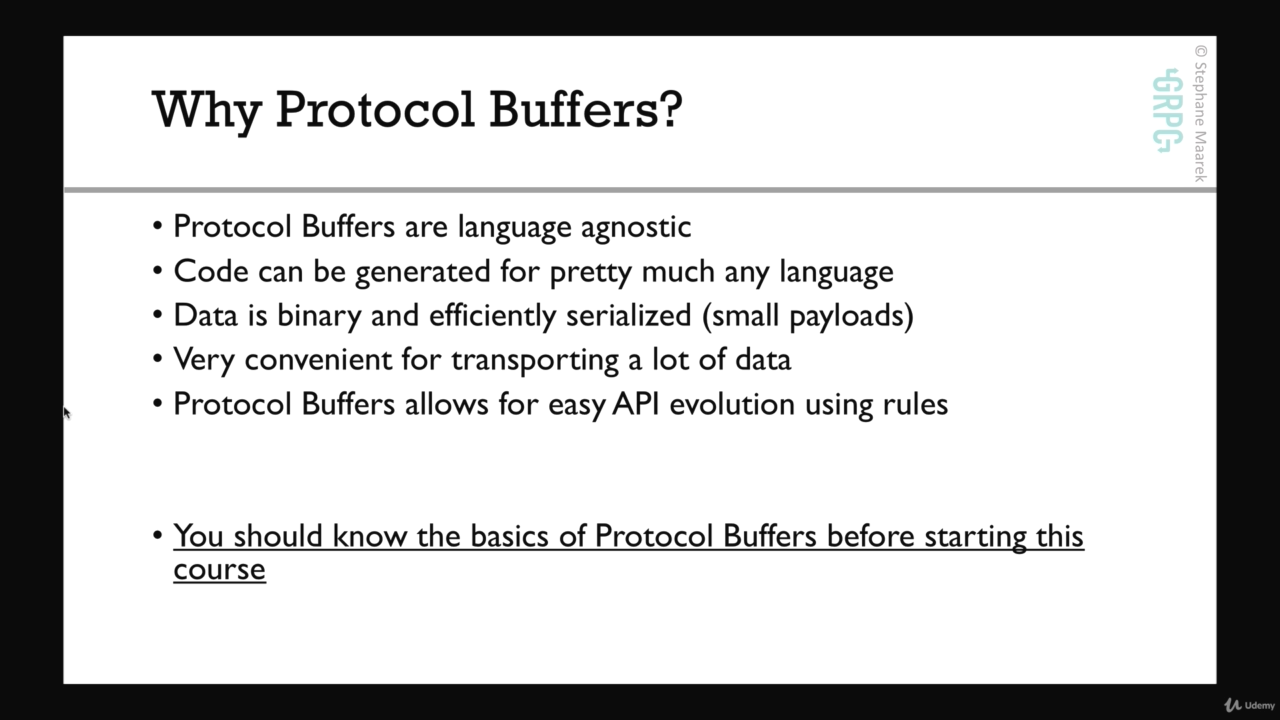 Why Protocol Buffers?
GRPC
© Stephane Maarek
• Protocol Buffers are language agnostic
• Code can be generated for pretty much any language
• Data is binary and efficiently serialized (small payloads)
• Very convenient for transporting a lot of data
• Protocol Buffers allows for easy API evolution using rules
• You should know the basics of Protocol Buffers before starting this
course
Udemy